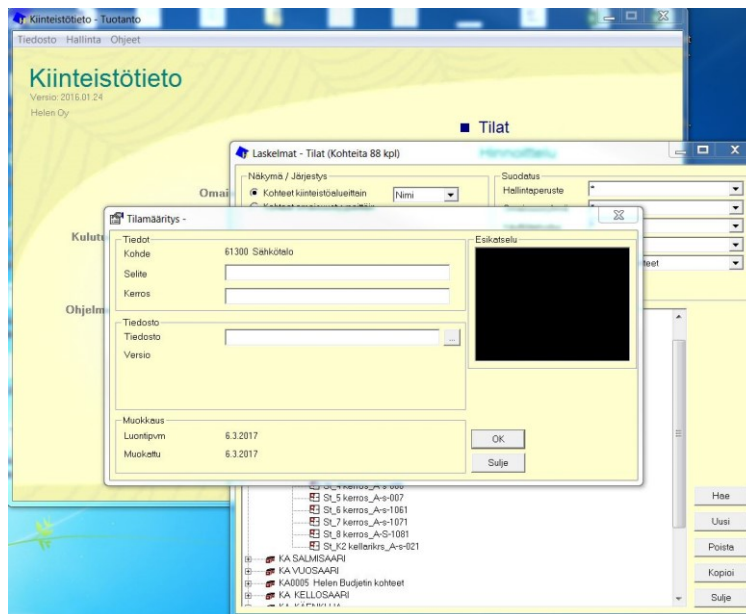 Kiinteistötieto - Tuotanto
Tiedosto Hallinta Ohjeet
Kiinteistötieto
Versio: 2016.01.24
Helen Oy
Tilat
Laskelmat - Tilat (Kohteita 88 kpl)
Näkymä / Järjestys
Kohteet kiinteistöalueittain
Nimi
Suodatus
Hallintaperuste
*
Omai
Kulutu
Ohjelm
Tilamääritys -
Tiedot
Kohde
61300 Sähkötalo
Selite
Kerros
Esikatselu
Tiedosto
Tiedosto
...
Versio
Muokkaus
Luontipvm
6.3.2017
Muokattu
6.3.2017
OK
Sulje
teet
St_5 kerros_A-s-007
St_6 kerros_A-s-1061
St_7 kerros_A-s-1071
St_8 kerros_A-S-1081
St_K2 kellarikrs_A-s-021
KA SALMISAARI
KA VUOSAARI
KA0005 Helen Budjetin kohteet
KA KELLOSAARI
Hae
Uusi
Poista
Kopioi
Sulje